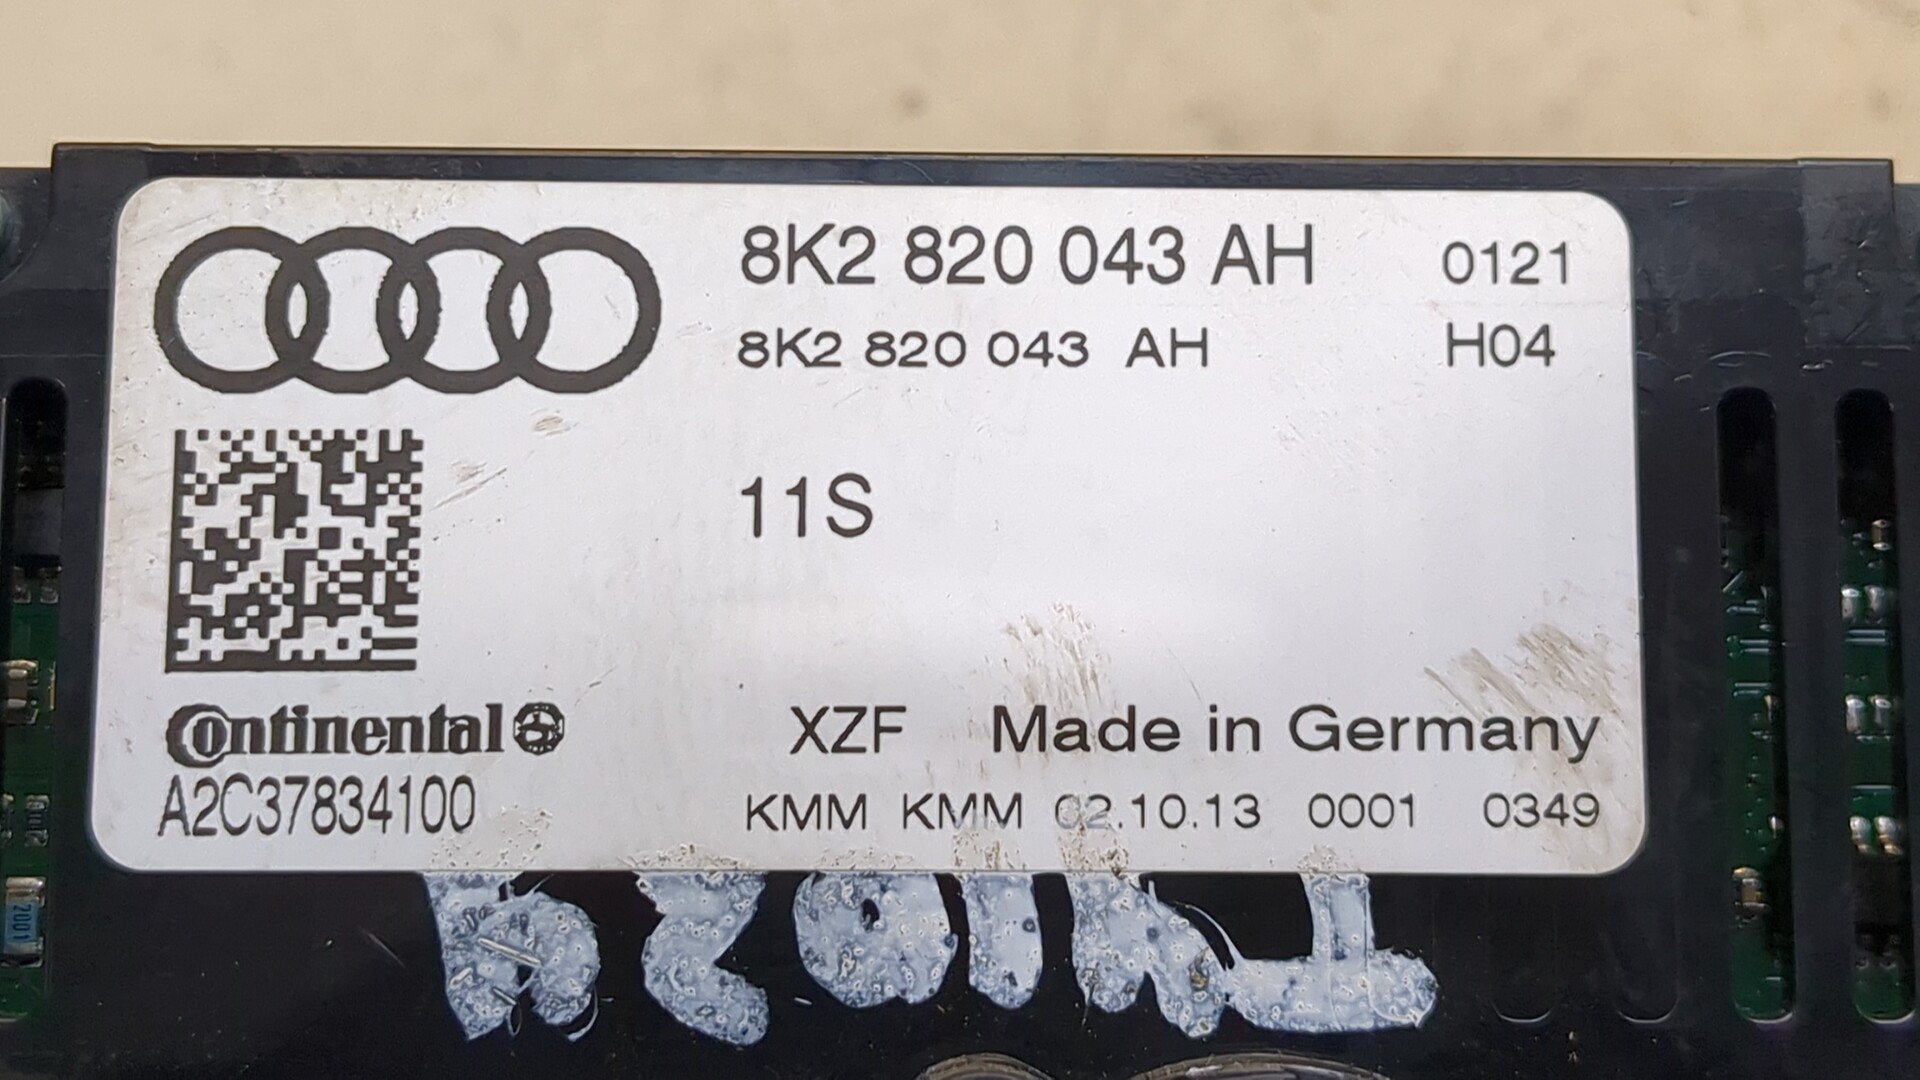 8K2 820 043 AH 0121
8K2 820 043 AH H04
11S
Continental
XZF Made in Germany
A2C37834100
KMM KMM 02.10.13 0001 0349
2001